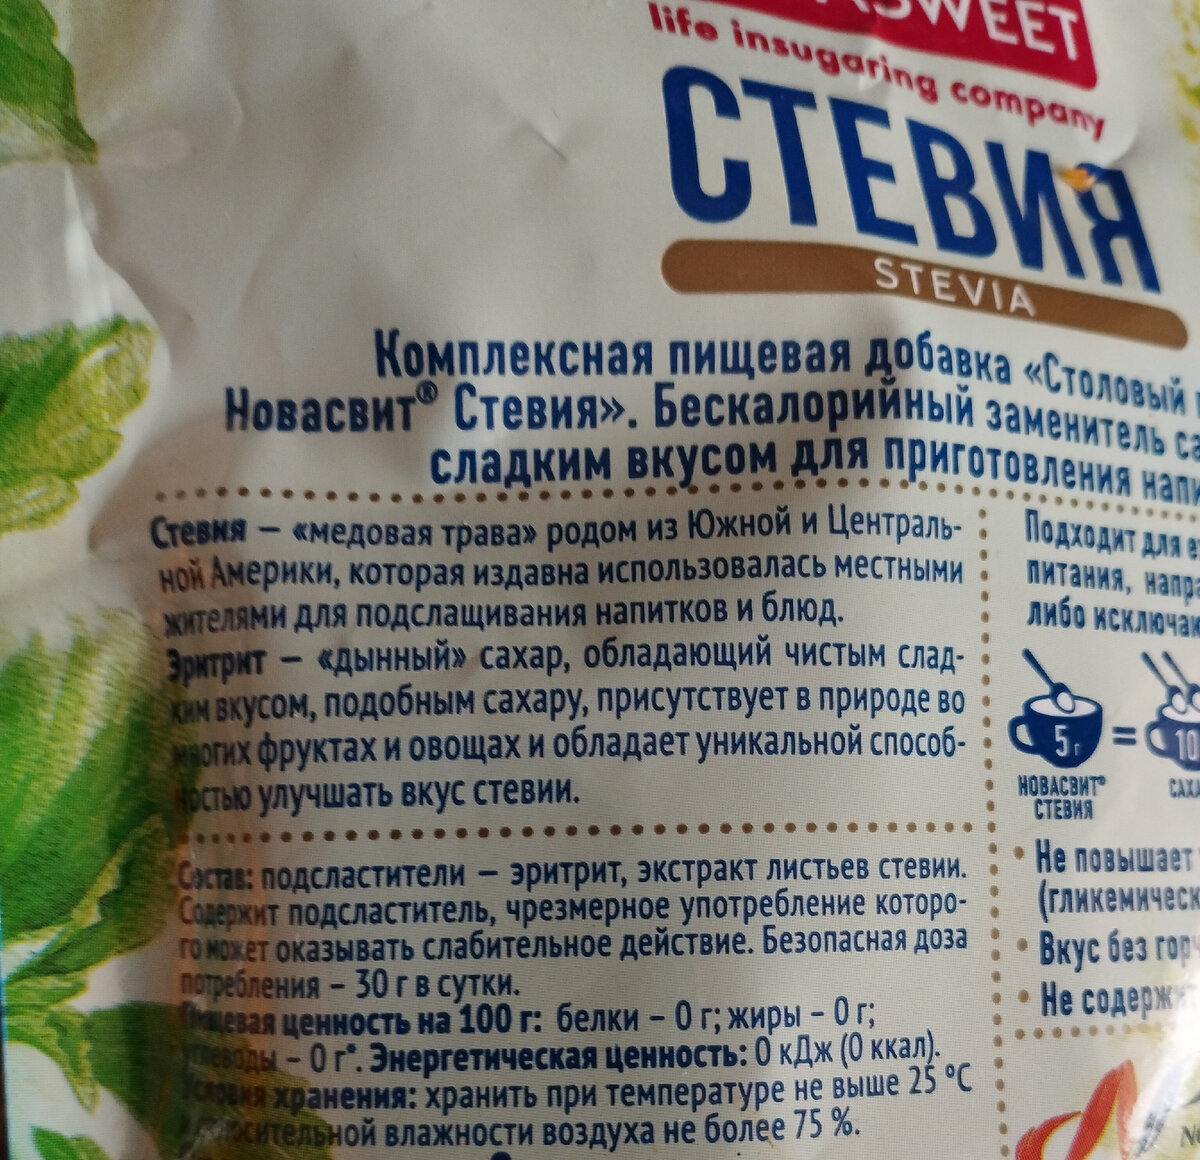 SWEET
life insugaring company
СТЕВИЯ
STEVIA
Комплексная пищевая добавка «Столовый
Новасвит® Стевия». Бескалорийный заменитель
сладким вкусом для приготовления
Стевия – «медовая трава» родом из Южной и Централь-
ной Америки, которая издавна использовалась местными
жителями для подслащивания напитков и блюд.
Эритрит – «дынный» сахар, обладающий чистым слад-
ким вкусом, подобным сахару, присутствует в природе во
многих фруктах и овощах и обладает уникальной способ-
ностью улучшать вкус стевии.
Состав: подсластители – эритрит, экстракт листьев стевии.
Содержит подсластитель, чрезмерное употребление которо-
го может оказывать слабительное действие. Безопасная доза
потребления – 30 г в сутки.
Пищевая ценность на 100 г: белки – 0 г; жиры – 0 г;
углеводы – 0 г*. Энергетическая ценность: 0 кДж (0 ккал).
Условия хранения: хранить при температуре не выше 25 °C
и относительной влажности воздуха не более 75 %.
Подходит для
питания,
либо
5 г = 10
НОВАСВИТ®
СТЕВИЯ
• Не повышает
• Вкус без
• Не